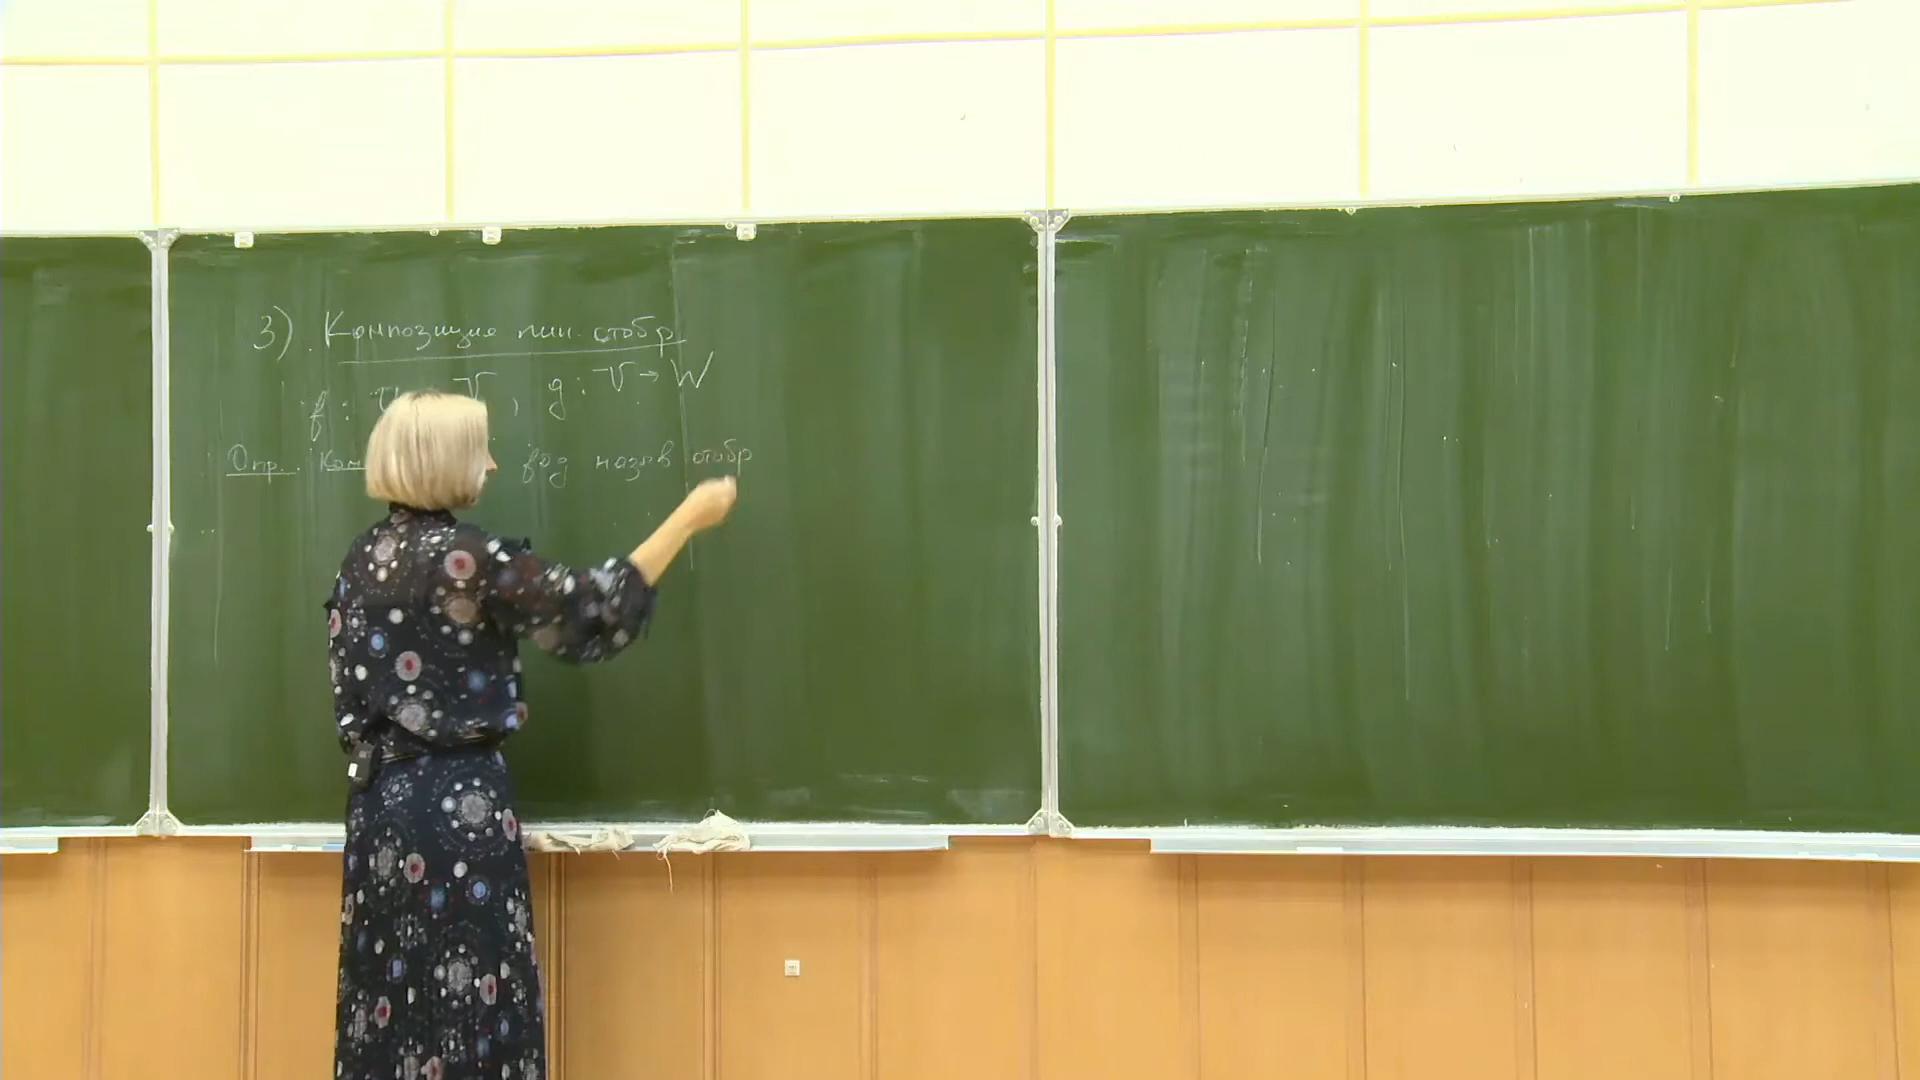 3) Композиция лин. отобр
f: U V, g: V → W
Опр. Ком f∘g назыв отобр